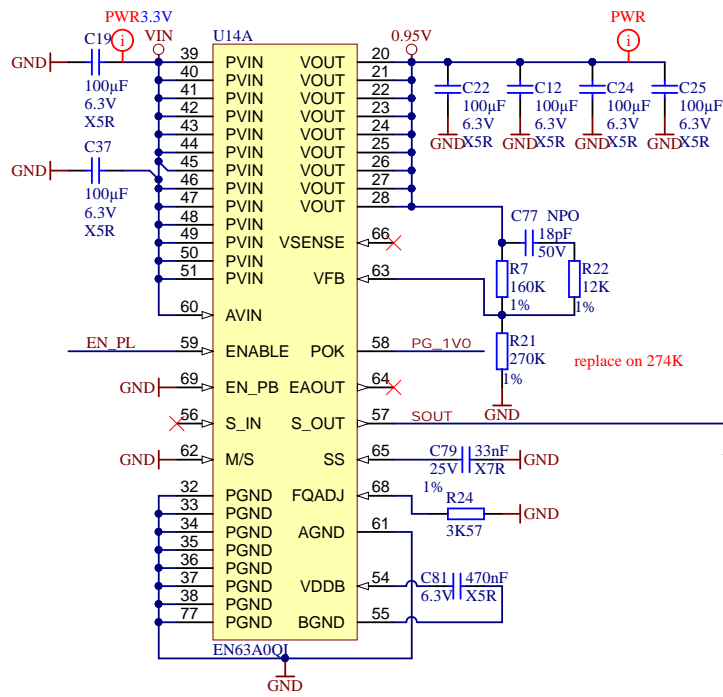 PWR3.3V
C19
VIN
U14A
0.95V
PWR
GND
100µF
6.3V
X5R
C37
GND
100µF
6.3V
X5R
39 PVIN VOUT 20
40 PVIN VOUT 21
41 PVIN VOUT 22
42 PVIN VOUT 23
43 PVIN VOUT 24
44 PVIN VOUT 25
45 PVIN VOUT 26
46 PVIN VOUT 27
47 PVIN VOUT 28
48 PVIN
49 PVIN VSENSE 66
50 PVIN
51 PVIN VFB 63
60 AVIN
EN_PL 59 ENABLE POK 58 PG_1V0
GND 69 EN_PB EAOUT 64
56 S_IN S_OUT 57 SOUT
GND 62 M/S SS 65
32 PGND FQADJ 68
33 PGND
34 PGND AGND 61
35 PGND
36 PGND
37 PGND VDDB 54
38 PGND
77 PGND BGND 55
EN63A0QI
GND
C22
100µF
6.3V
X5R
GND
C12
100µF
6.3V
X5R
GND
C24
100µF
6.3V
X5R
GND
C25
100µF
6.3V
X5R
GND
C77 NPO
18pF
50V
R7
160K
1%
R22
12K
1%
R21
270K
1%
GND
replace on 274K
C79 33nF
25V X7R
GND
1%
R24
3K57
GND
C81 470nF
6.3V X5R